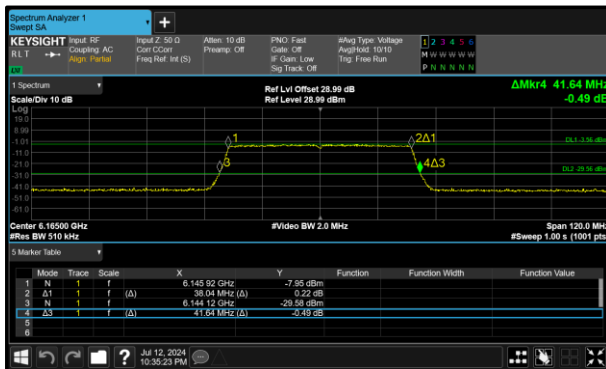 Spectrum Analyzer 1
Swept SA
KEYSIGHT Input: RF Input Z: 50 Ω Atten: 10 dB PNO: Fast #Avg Type: Voltage 1 2 3 4 5 6
RLT Coupling: AC Corr CCorr Preamp: Off Gate: Off Avg|Hold: 10/10 M W W W W W
Align: Partial Freq Ref: Int (S) IF Gain: Low Trig: Free Run
Sig Track: Off P N N N N N
1 Spectrum Ref Lvl Offset 28.99 dB ΔMkr4 41.64 MHz
Scale/Div 10 dB Ref Level 28.99 dBm -0.49 dB
Log
19.0
8.99
-1.01 1 2Δ1 DL1 -3.56 dBm
-11.0
-21.0 3 4Δ3 DL2 -29.56 dBm
-31.0
-41.0
-51.0
-61.0
Center 6.16500 GHz #Video BW 2.0 MHz Span 120.0 MHz
#Res BW 510 kHz #Sweep 1.00 s (1001 pts)
5 Marker Table
Mode Trace Scale X Y Function Function Width Function Value
1 N 1 f 6.145 92 GHz -7.95 dBm
2 Δ1 1 f (Δ) 38.04 MHz (Δ) 0.22 dB
3 N 1 f 6.144 12 GHz -29.58 dBm
4 Δ3 1 f (Δ) 41.64 MHz (Δ) -0.49 dB
5
6
? Jul 12, 2024
10:35:23 PM